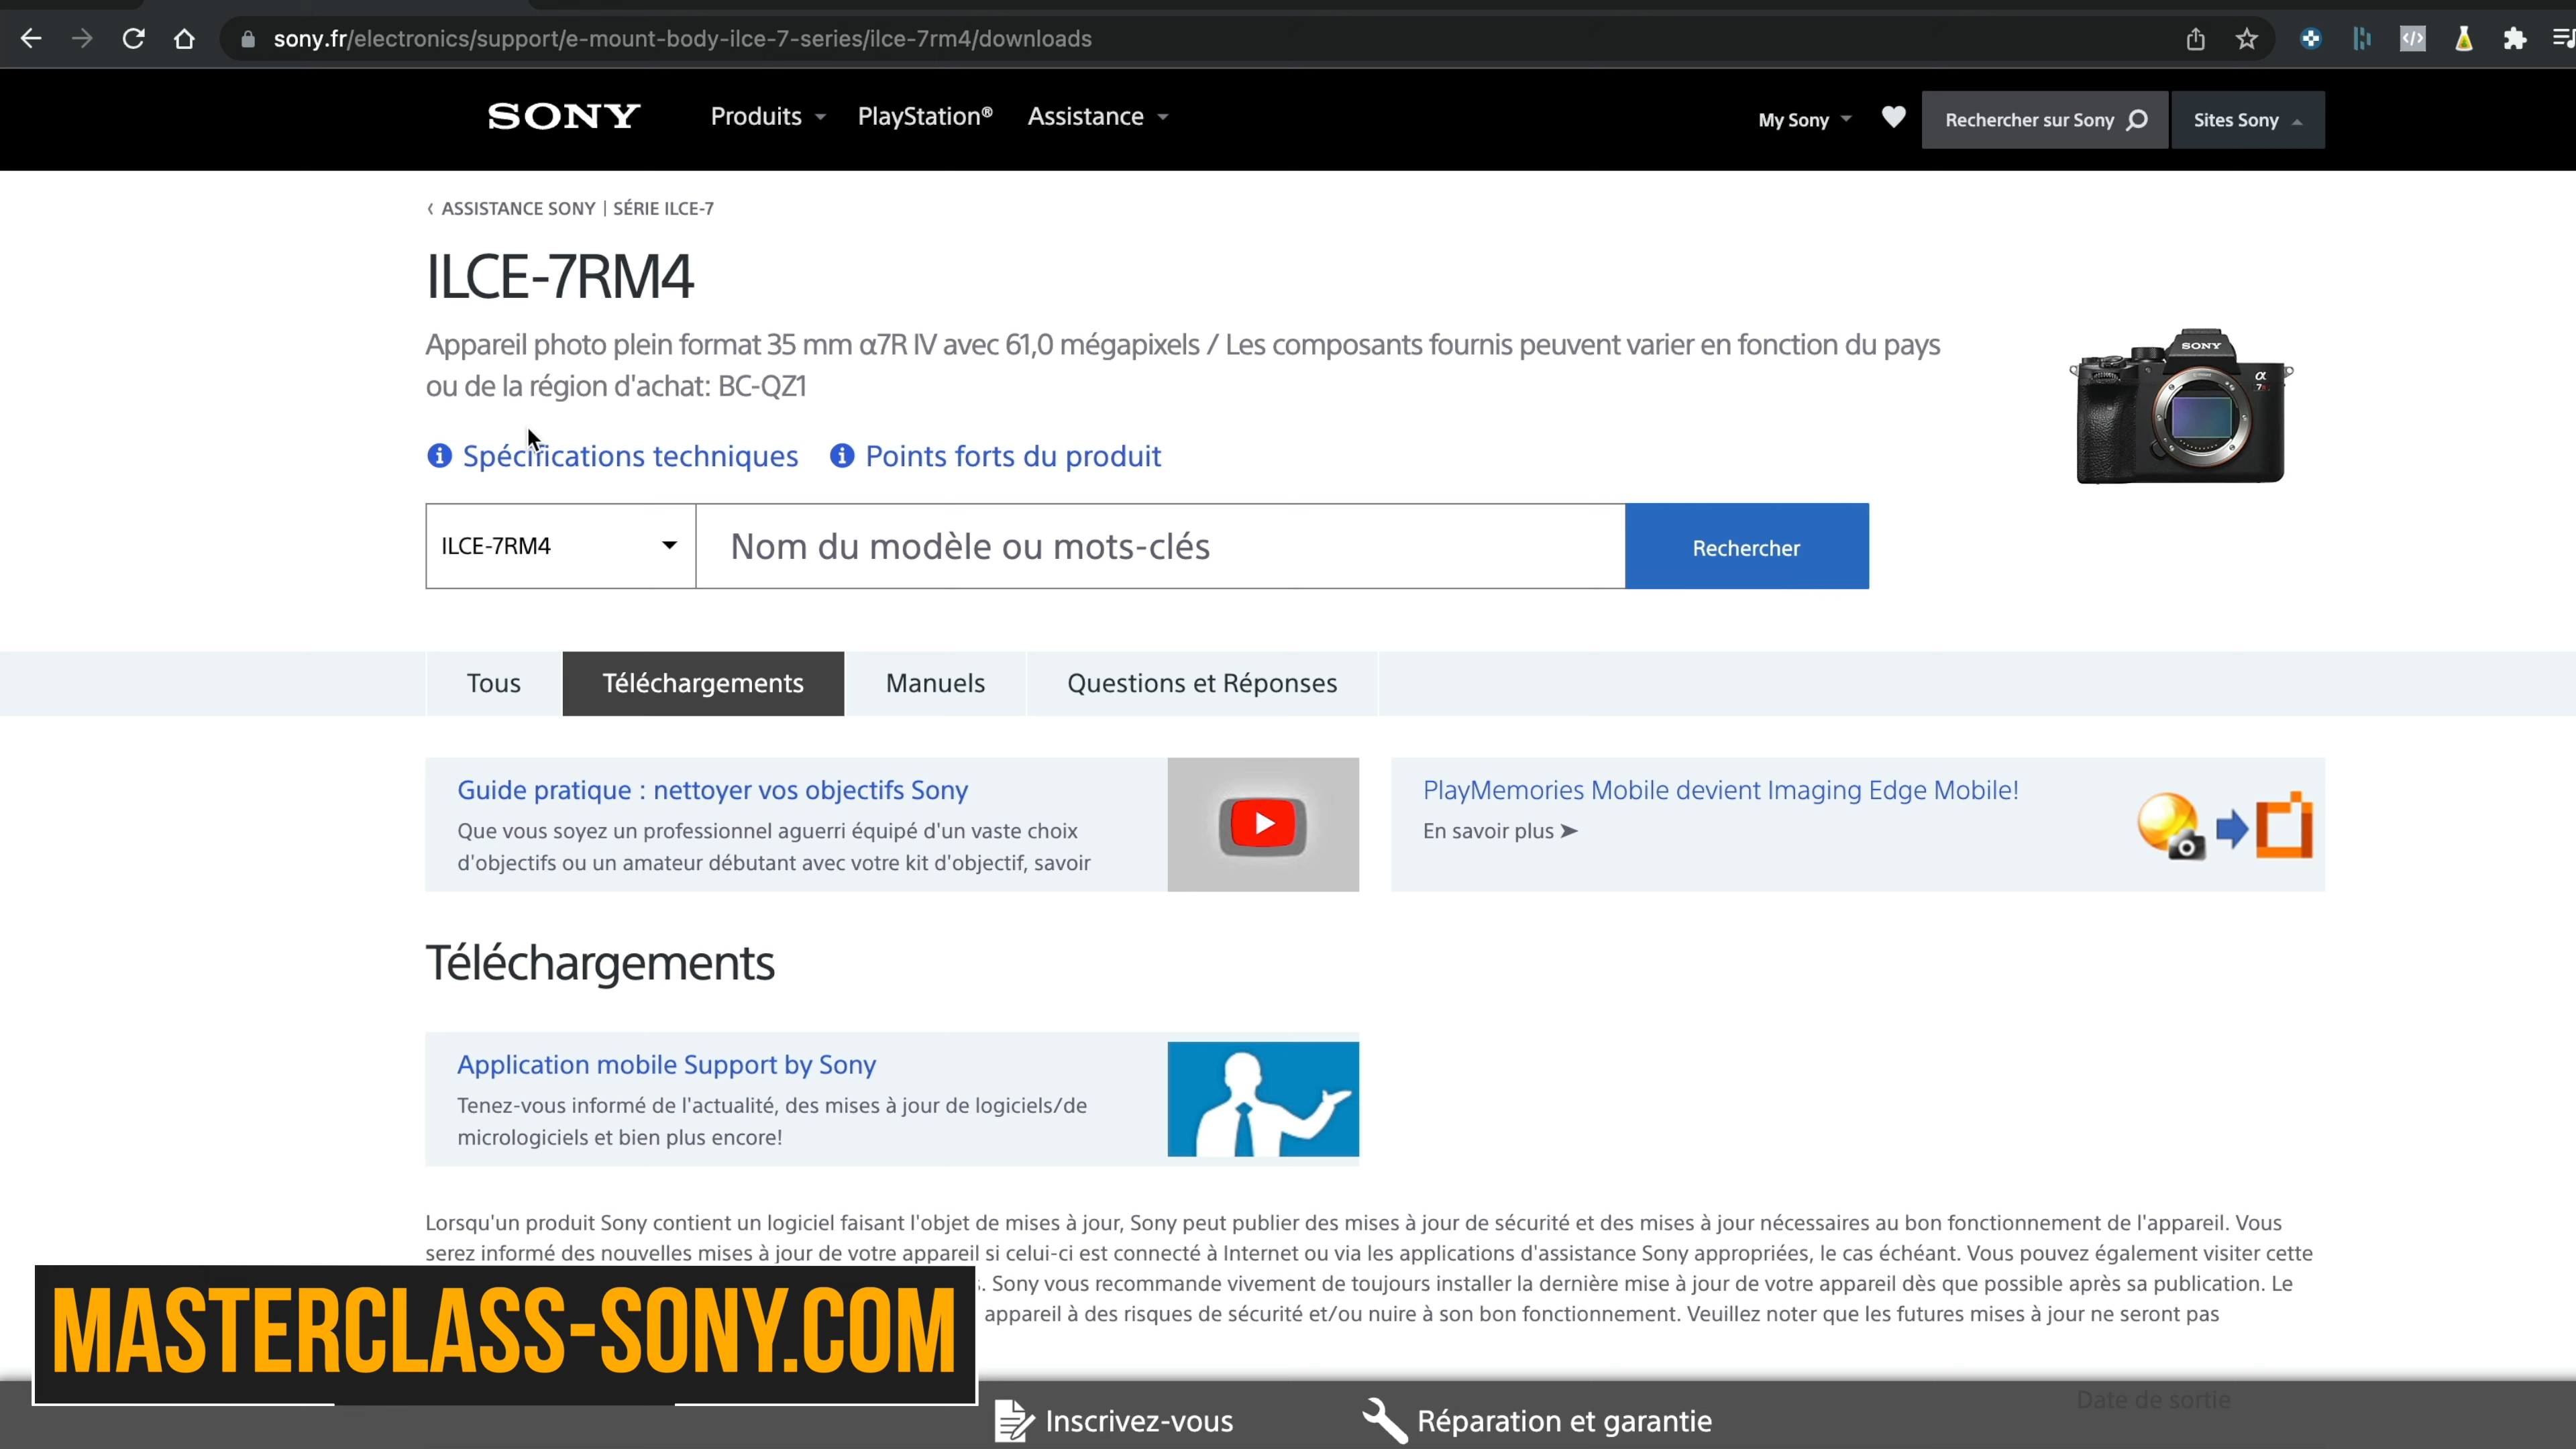 sony.fr/electronics/support/e-mount-body-ilce-7-series/ilce-7rm4/downloads
SONY
Produits
PlayStation®
Assistance
My Sony
Rechercher sur Sony
Sites Sony
ASSISTANCE SONY | SÉRIE ILCE-7
ILCE-7RM4
Appareil photo plein format 35 mm α7R IV avec 61,0 mégapixels / Les composants fournis peuvent varier en fonction du pays
ou de la région d'achat: BC-QZ1
SONY
Spécifications techniques
Points forts du produit
ILCE-7RM4
Nom du modèle ou mots-clés
Rechercher
Tous
Téléchargements
Manuels
Questions et Réponses
Guide pratique : nettoyer vos objectifs Sony
Que vous soyez un professionnel aguerri équipé d'un vaste choix
d'objectifs ou un amateur débutant avec votre kit d'objectif, savoir
PlayMemories Mobile devient Imaging Edge Mobile!
En savoir plus ➤
Téléchargements
Application mobile Support by Sony
Tenez-vous informé de l'actualité, des mises à jour de logiciels/de
micrologiciels et bien plus encore!
Lorsqu'un produit Sony contient un logiciel faisant l'objet de mises à jour, Sony peut publier des mises à jour de sécurité et des mises à jour nécessaires au bon fonctionnement de l'appareil. Vous
serez informé des nouvelles mises à jour de votre appareil si celui-ci est connecté à Internet ou via les applications d'assistance Sony appropriées, le cas échéant. Vous pouvez également visiter cette
. Sony vous recommande vivement de toujours installer la dernière mise à jour de votre appareil dès que possible après sa publication. Le
appareil à des risques de sécurité et/ou nuire à son bon fonctionnement. Veuillez noter que les futures mises à jour ne seront pas
MASTERCLASS-SONY.COM
Date de sortie
Inscrivez-vous
Réparation et garantie